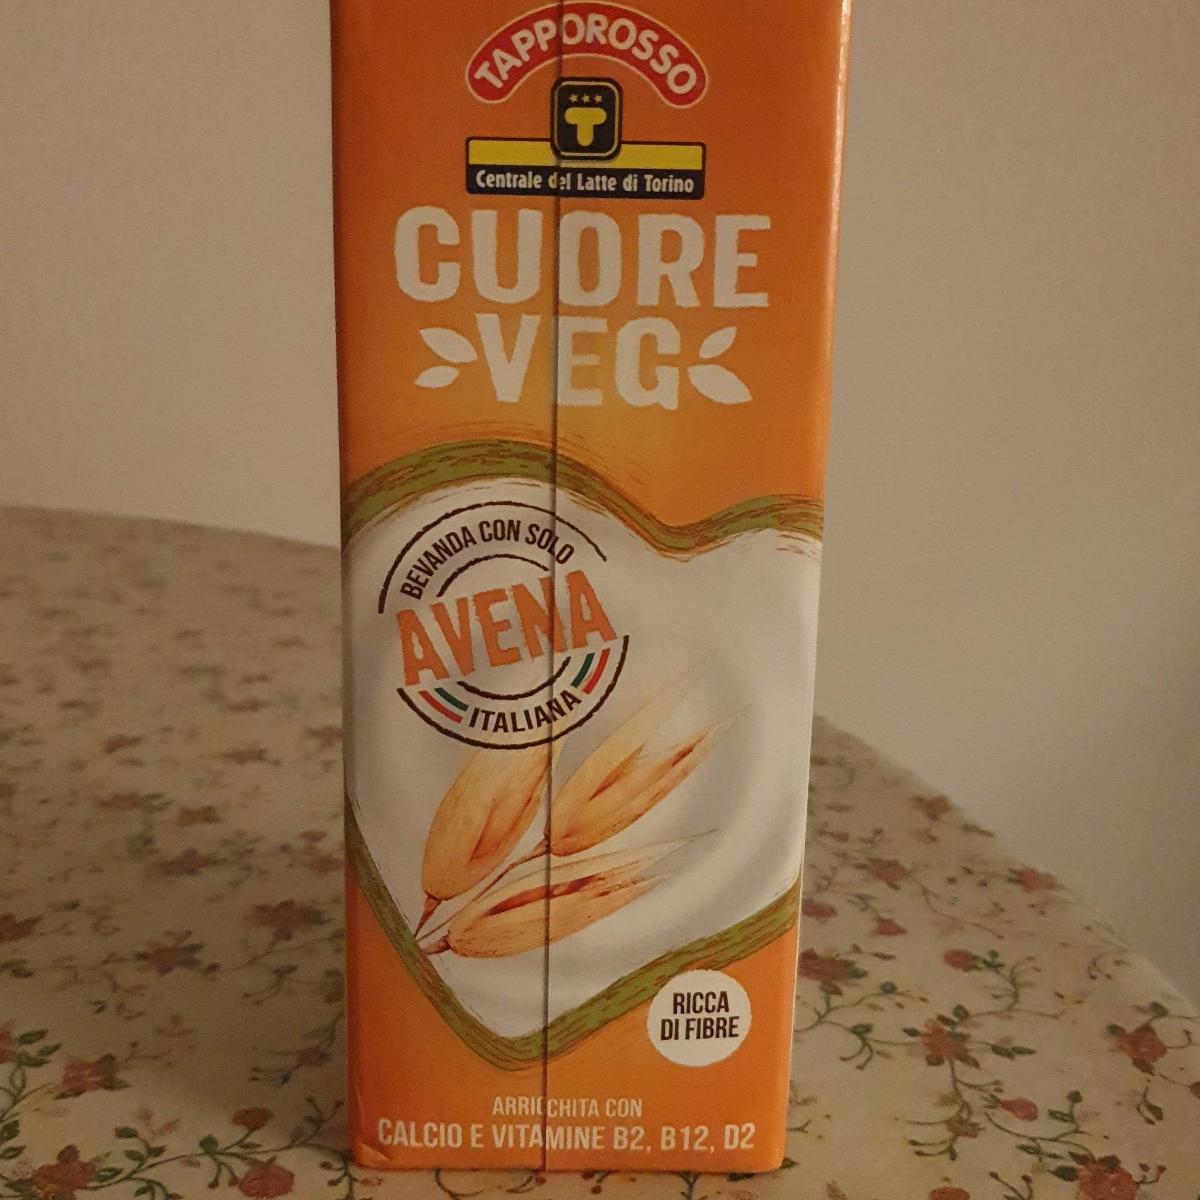 TAPPOROSSO
T
Centrale del Latte di Torino
CUORE
VEG
BEVANDA CON SOLO
AVENA
ITALIANA
RICCA
DI FIBRE
ARRICCHITA CON
CALCIO E VITAMINE B2, B12, D2